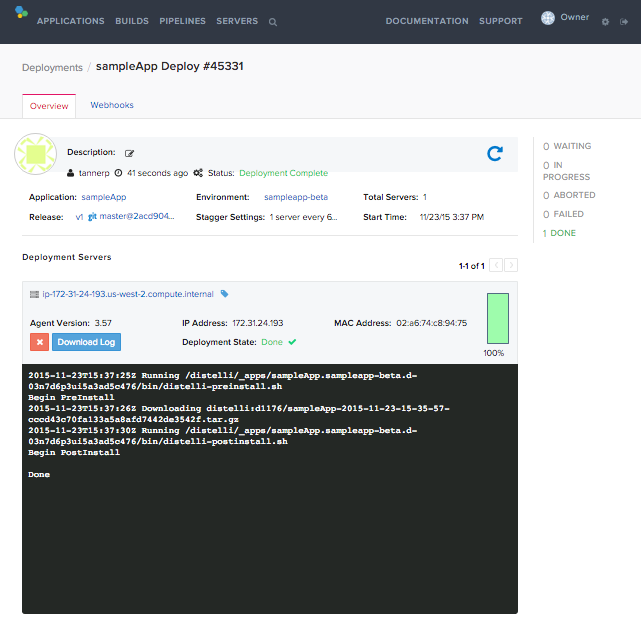 APPLICATIONS BUILDS PIPELINES SERVERS DOCUMENTATION SUPPORT Owner
Deployments / sampleApp Deploy #45331
Overview Webhooks
Description:
tannerp 41 seconds ago Status: Deployment Complete
Application: sampleApp Environment: sampleapp-beta Total Servers: 1
Release: v1 git master@2acd904... Stagger Settings: 1 server every 6... Start Time: 11/23/15 3:37 PM
0 WAITING
0 IN
PROGRESS
0 ABORTED
0 FAILED
1 DONE
Deployment Servers
1-1 of 1
ip-172-31-24-193.us-west-2.compute.internal
Agent Version: 3.57 IP Address: 172.31.24.193 MAC Address: 02:a6:74:c8:94:75
Download Log Deployment State: Done
100%
2015-11-23T15:37:25Z Running /distelli/_apps/sampleApp.sampleapp-beta.d-
03n7d6p3ui5a3ad5c476/bin/distelli-preinstall.sh
Begin PreInstall
2015-11-23T15:37:26Z Downloading distelli:d1176/sampleApp-2015-11-23-15-35-57-
cccd43c70fa133a5a8afd7442de3542f.tar.gz
2015-11-23T15:37:30Z Running /distelli/_apps/sampleApp.sampleapp-beta.d-
03n7d6p3ui5a3ad5c476/bin/distelli-postinstall.sh
Begin PostInstall
Done